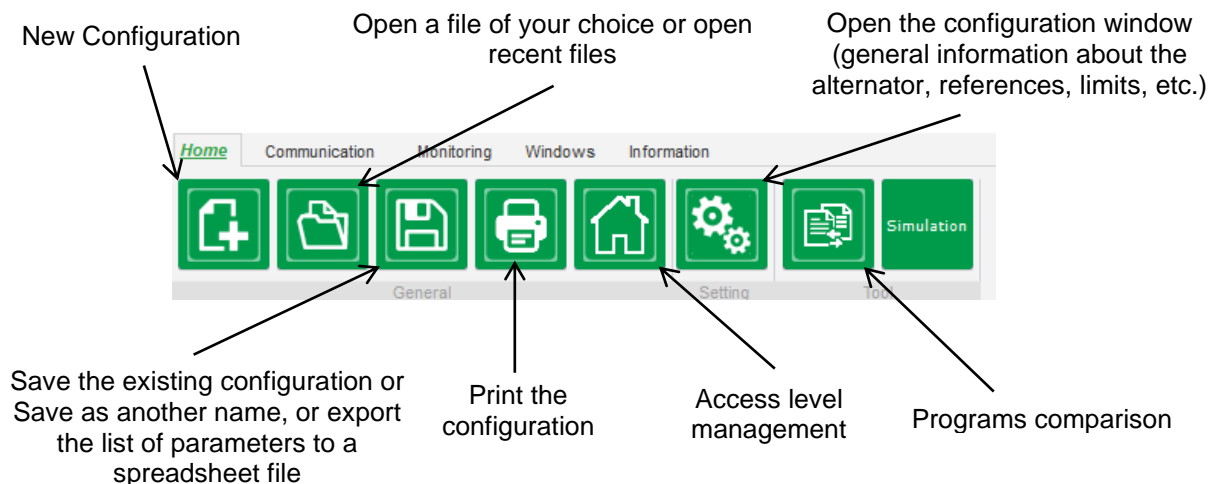 New Configuration
Open a file of your choice or open
recent files
Open the configuration window
(general information about the
alternator, references, limits, etc.)
Home Communication Monitoring Windows Information
Simulation
General Setting Tool
Save the existing configuration or
Save as another name, or export
the list of parameters to a
spreadsheet file
Print the
configuration
Access level
management
Programs comparison